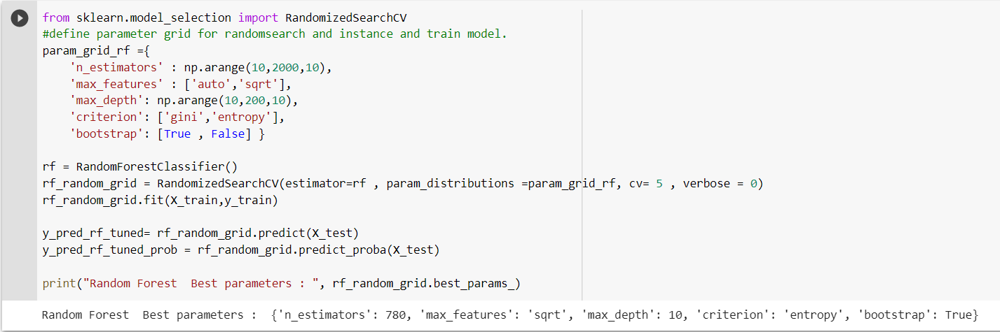 from sklearn.model_selection import RandomizedSearchCV
#define parameter grid for randomsearch and instance and train model.
param_grid_rf ={
    'n_estimators' : np.arange(10,2000,10),
    'max_features' : ['auto','sqrt'],
    'max_depth': np.arange(10,200,10),
    'criterion': ['gini','entropy'],
    'bootstrap': [True , False] }
rf = RandomForestClassifier()
rf_random_grid = RandomizedSearchCV(estimator=rf , param_distributions =param_grid_rf, cv= 5 , verbose = 0)
rf_random_grid.fit(X_train,y_train)
y_pred_rf_tuned= rf_random_grid.predict(X_test)
y_pred_rf_tuned_prob = rf_random_grid.predict_proba(X_test)
print("Random Forest  Best parameters : ", rf_random_grid.best_params_)
Random Forest  Best parameters :  {'n_estimators': 780, 'max_features': 'sqrt', 'max_depth': 10, 'criterion': 'entropy', 'bootstrap': True}